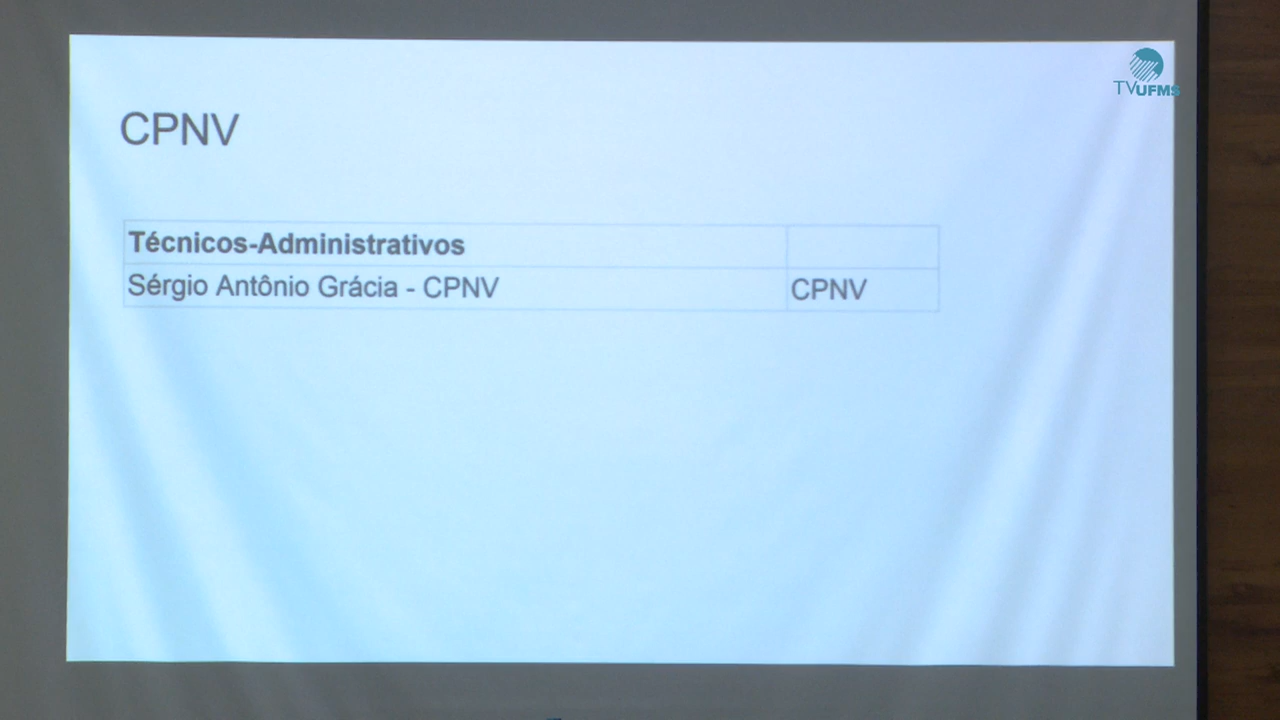 TVUFMS
CPNV
Técnicos-Administrativos
Sérgio Antônio Grácia - CPNV CPNV